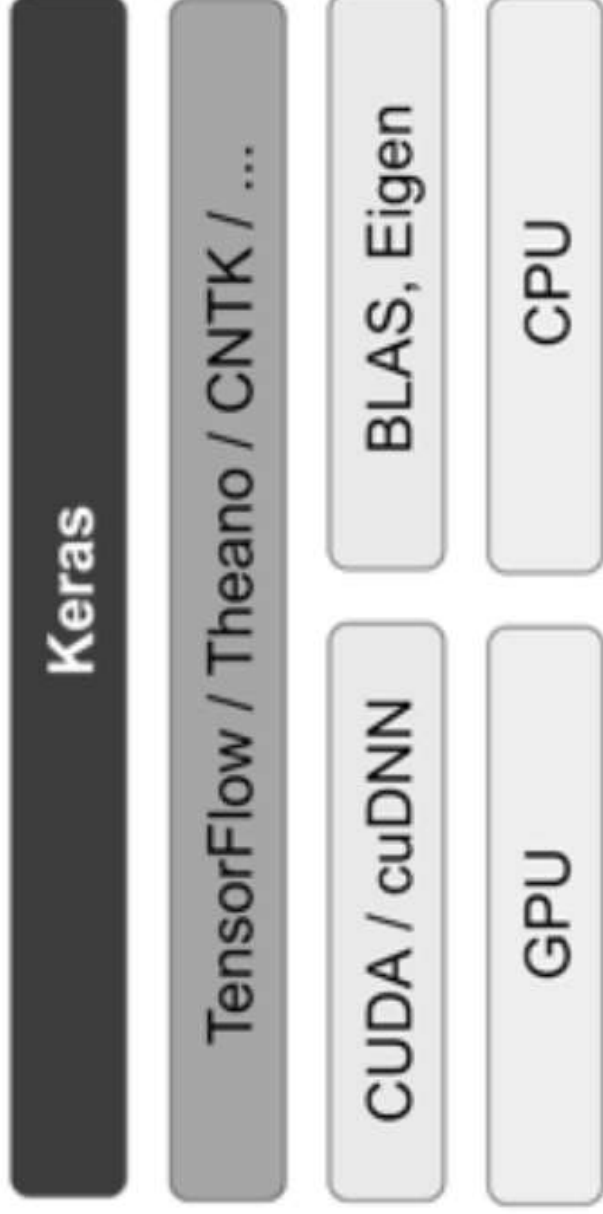 Keras
TensorFlow / Theano / CNTK / ...
CUDA / cuDNN
BLAS, Eigen
GPU
CPU